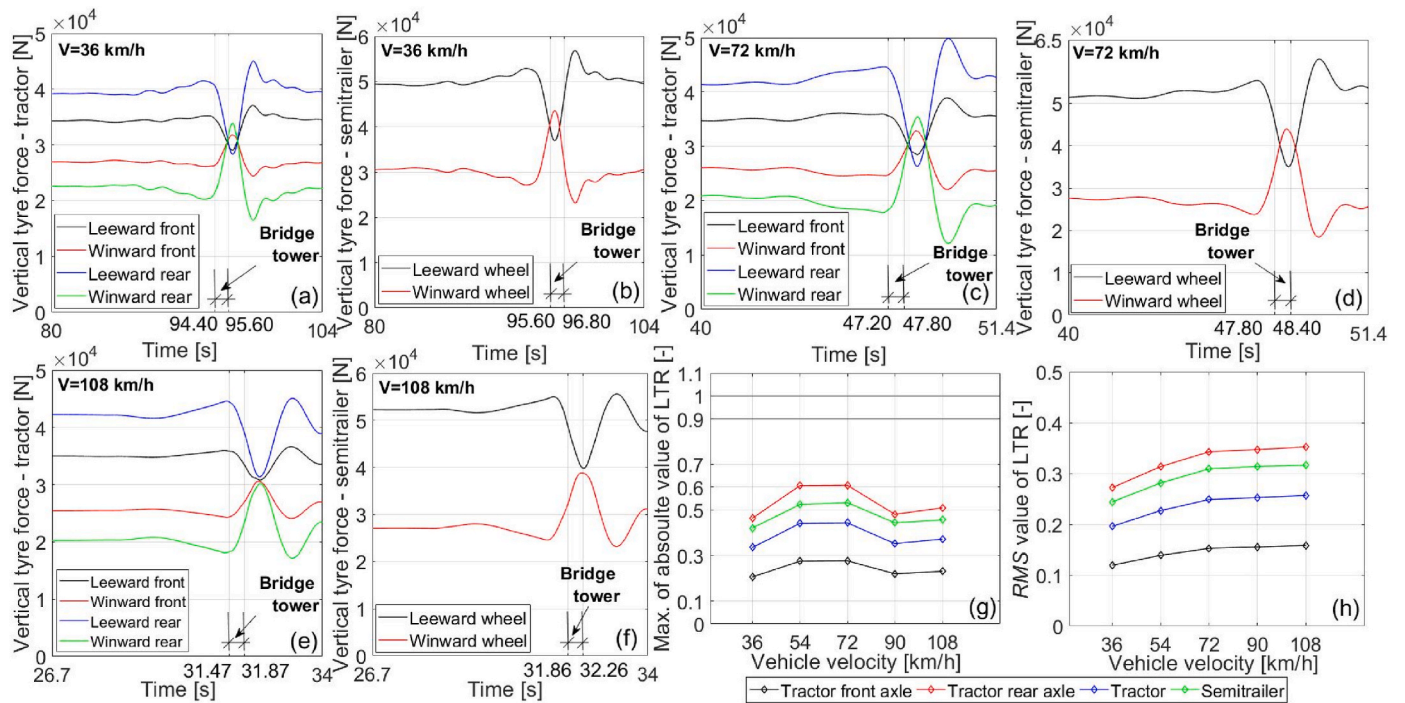 ×10⁴
V=36 km/h
Vertical tyre force - tractor [N]
5
4
3
2
1
0
Leeward front
Winward front
Leeward rear
Winward rear
Bridge
tower
(a)
80
94.40
95.60
104
Time [s]
×10⁴
V=36 km/h
Vertical tyre force - semitrailer [N]
6
5
4
3
2
1
0
Leeward wheel
Winward wheel
Bridge
tower
(b)
80
95.60
96.80
104
Time [s]
×10⁴
V=72 km/h
Vertical tyre force - tractor [N]
5
4
3
2
1
0
Leeward front
Winward front
Leeward rear
Winward rear
Bridge
tower
(c)
40
47.20
47.80
51.4
Time [s]
×10⁴
V=72 km/h
Vertical tyre force - semitrailer [N]
6.5
5
4
3
2
1
0
Leeward wheel
Winward wheel
Bridge
tower
(d)
40
47.80
48.40
51.4
Time [s]
×10⁴
V=108 km/h
Vertical tyre force - tractor [N]
5
4
3
2
1
0
Leeward front
Winward front
Leeward rear
Winward rear
Bridge
tower
(e)
26.7
31.47
31.87
34
Time [s]
×10⁴
V=108 km/h
Vertical tyre force - semitrailer [N]
6
5
4
3
2
1
0
Leeward wheel
Winward wheel
Bridge
tower
(f)
26.7
31.86
32.26
34
Time [s]
Max. of absoulte value of LTR [-]
1.1
1
0.9
0.7
0.5
0.3
0.1
0
(g)
36
54
72
90
108
Vehicle velocity [km/h]
RMS value of LTR [-]
0.5
0.4
0.3
0.2
0.1
0
(h)
36
54
72
90
108
Vehicle velocity [km/h]
Tractor front axle
Tractor rear axle
Tractor
Semitrailer